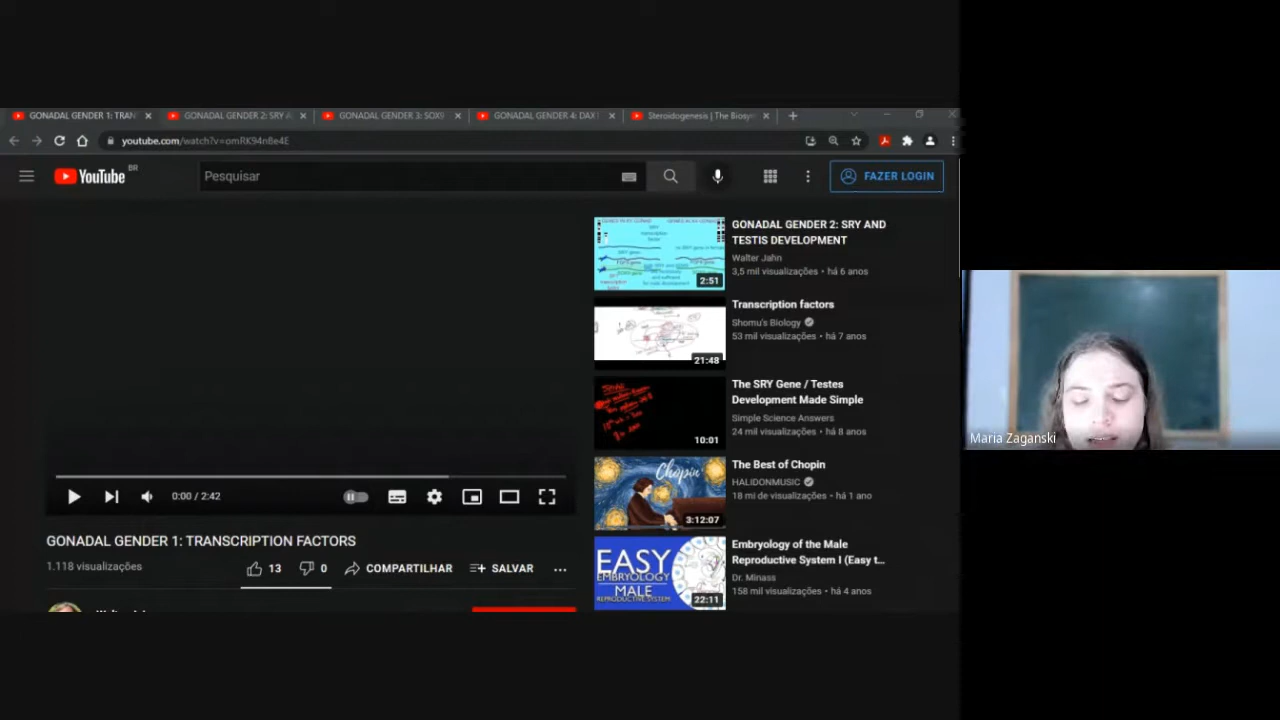 GONADAL GENDER 1: TRAN
GONADAL GENDER 2: SRY A
GONADAL GENDER 3: SOX9
GONADAL GENDER 4: DAX
Steroidogenesis | The Biosyn
youtube.com/watch?v=omRK94nBe4E
YouTube BR
Pesquisar
FAZER LOGIN
GONADAL GENDER 2: SRY AND
TESTIS DEVELOPMENT
Walter Jahn
3,5 mil visualizações • há 6 anos
2:51
Transcription factors
Shomu's Biology
53 mil visualizações • há 7 anos
21:48
The SRY Gene / Testes
Development Made Simple
Simple Science Answers
24 mil visualizações • há 8 anos
10:01
Chopin
The Best of Chopin
HALIDONMUSIC
18 mi de visualizações • há 1 ano
3:12:07
EASY
EMBRYOLOGY
MALE
REPRODUCTIVE SYSTEM
Embryology of the Male
Reproductive System I (Easy t...
Dr. Minass
158 mil visualizações • há 4 anos
22:11
0:00 / 2:42
GONADAL GENDER 1: TRANSCRIPTION FACTORS
1.118 visualizações
13
0
COMPARTILHAR
SALVAR
Maria Zaganski